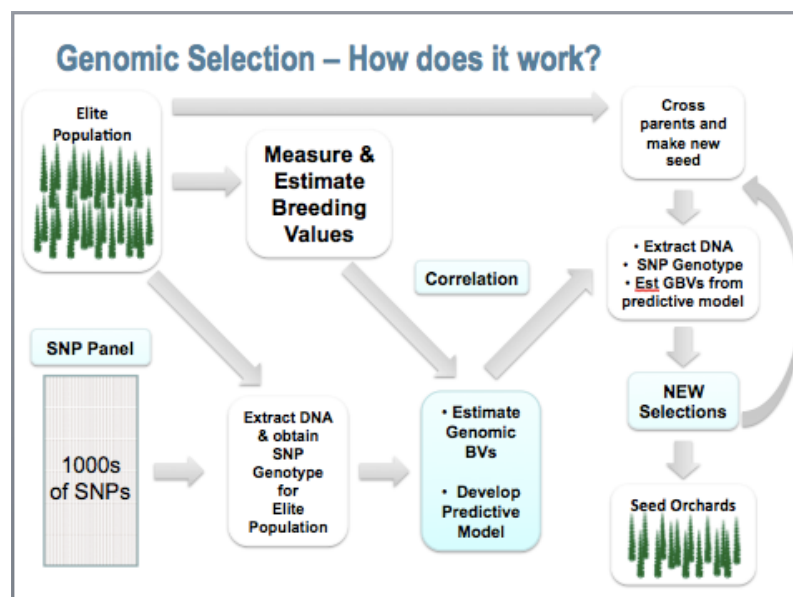 Genomic Selection – How does it work?
Elite
Population
Measure &
Estimate
Breeding
Values
Cross
parents and
make new
seed
• Extract DNA
• SNP Genotype
• Est GBVs from
predictive model
Correlation
SNP Panel
1000s
of SNPs
Extract DNA
& obtain
SNP
Genotype
for
Elite
Population
• Estimate
Genomic
BVs
• Develop
Predictive
Model
NEW
Selections
Seed Orchards